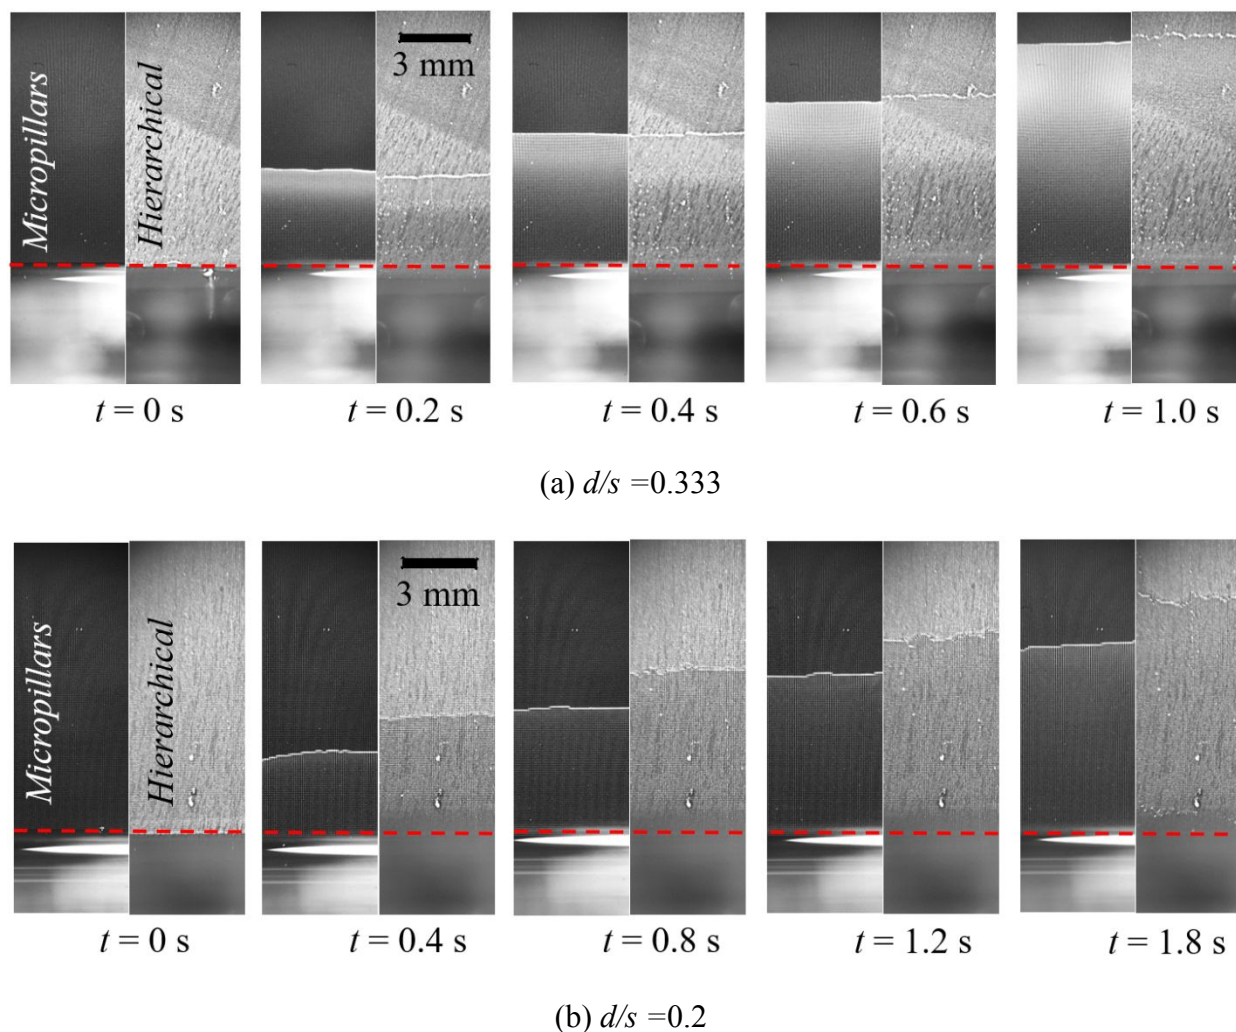 Micropillars
Hierarchical
3 mm
t = 0 s
t = 0.2 s
t = 0.4 s
t = 0.6 s
t = 1.0 s
(a) d/s =0.333
Micropillars
Hierarchical
3 mm
t = 0 s
t = 0.4 s
t = 0.8 s
t = 1.2 s
t = 1.8 s
(b) d/s =0.2